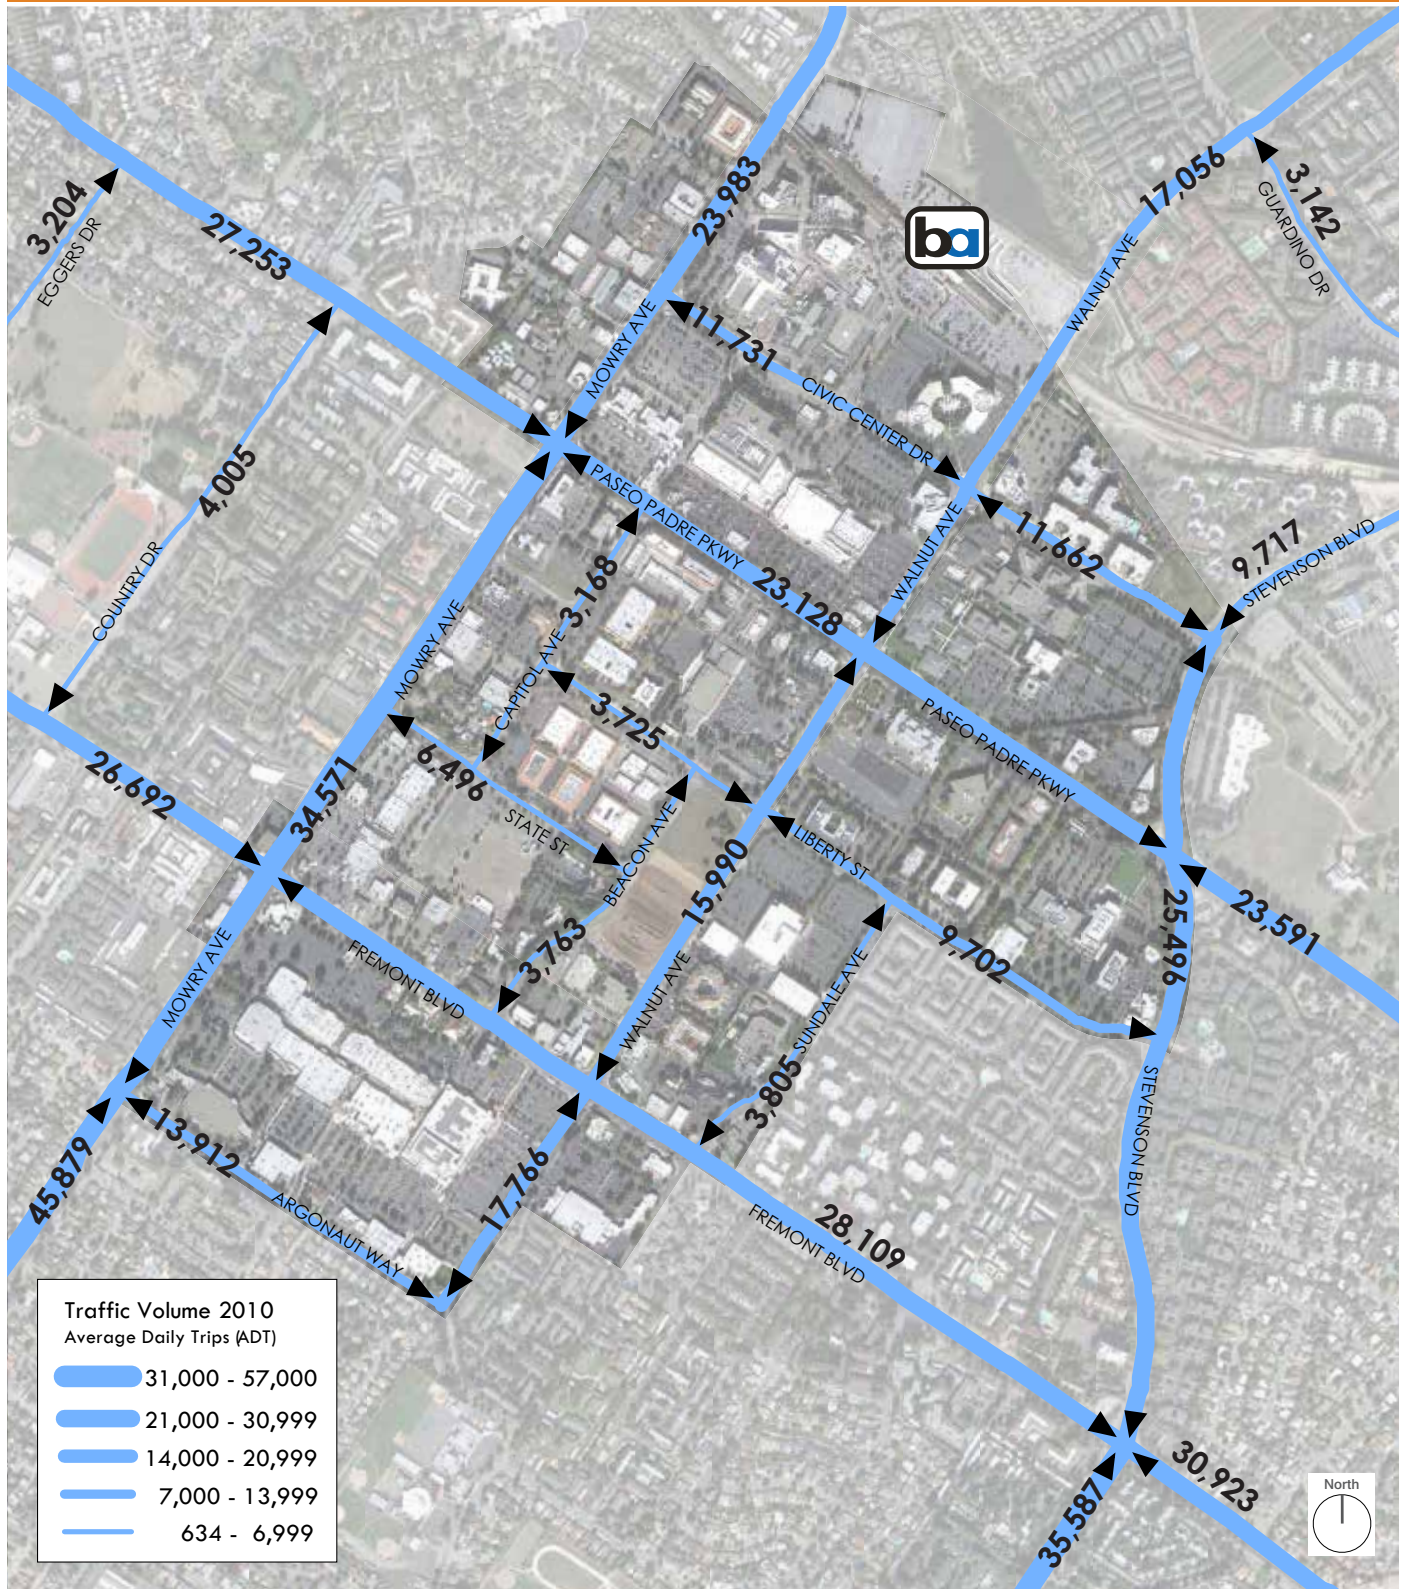 23,983
17,056
3,142
GUARDINO DR
3,204
EGGERS DR
27,253
ba
WALNUT AVE
MOWRY AVE
11,731
CIVIC CENTER DR
4,005
COUNTRY DR
PASEO PADRE PKWY
23,128
WALNUT AVE
11,662
9,717
STEVENSON BLVD
3,168
CAPITOL AVE
MOWRY AVE
3,725
6,496
STATE ST
PASEO PADRE PKWY
26,692
34,571
BEACON AVE
15,990
LIBERTY ST
25,496
23,591
9,702
3,763
MOWRY AVE
FREMONT BLVD
WALNUT AVE
SUNDALE AVE
3,805
STEVENSON BLVD
45,879
13,912
ARGONAUT WAY
17,766
28,109
FREMONT BLVD
Traffic Volume 2010
Average Daily Trips (ADT)
31,000 - 57,000
21,000 - 30,999
14,000 - 20,999
7,000 - 13,999
634 - 6,999
30,923
35,587
North